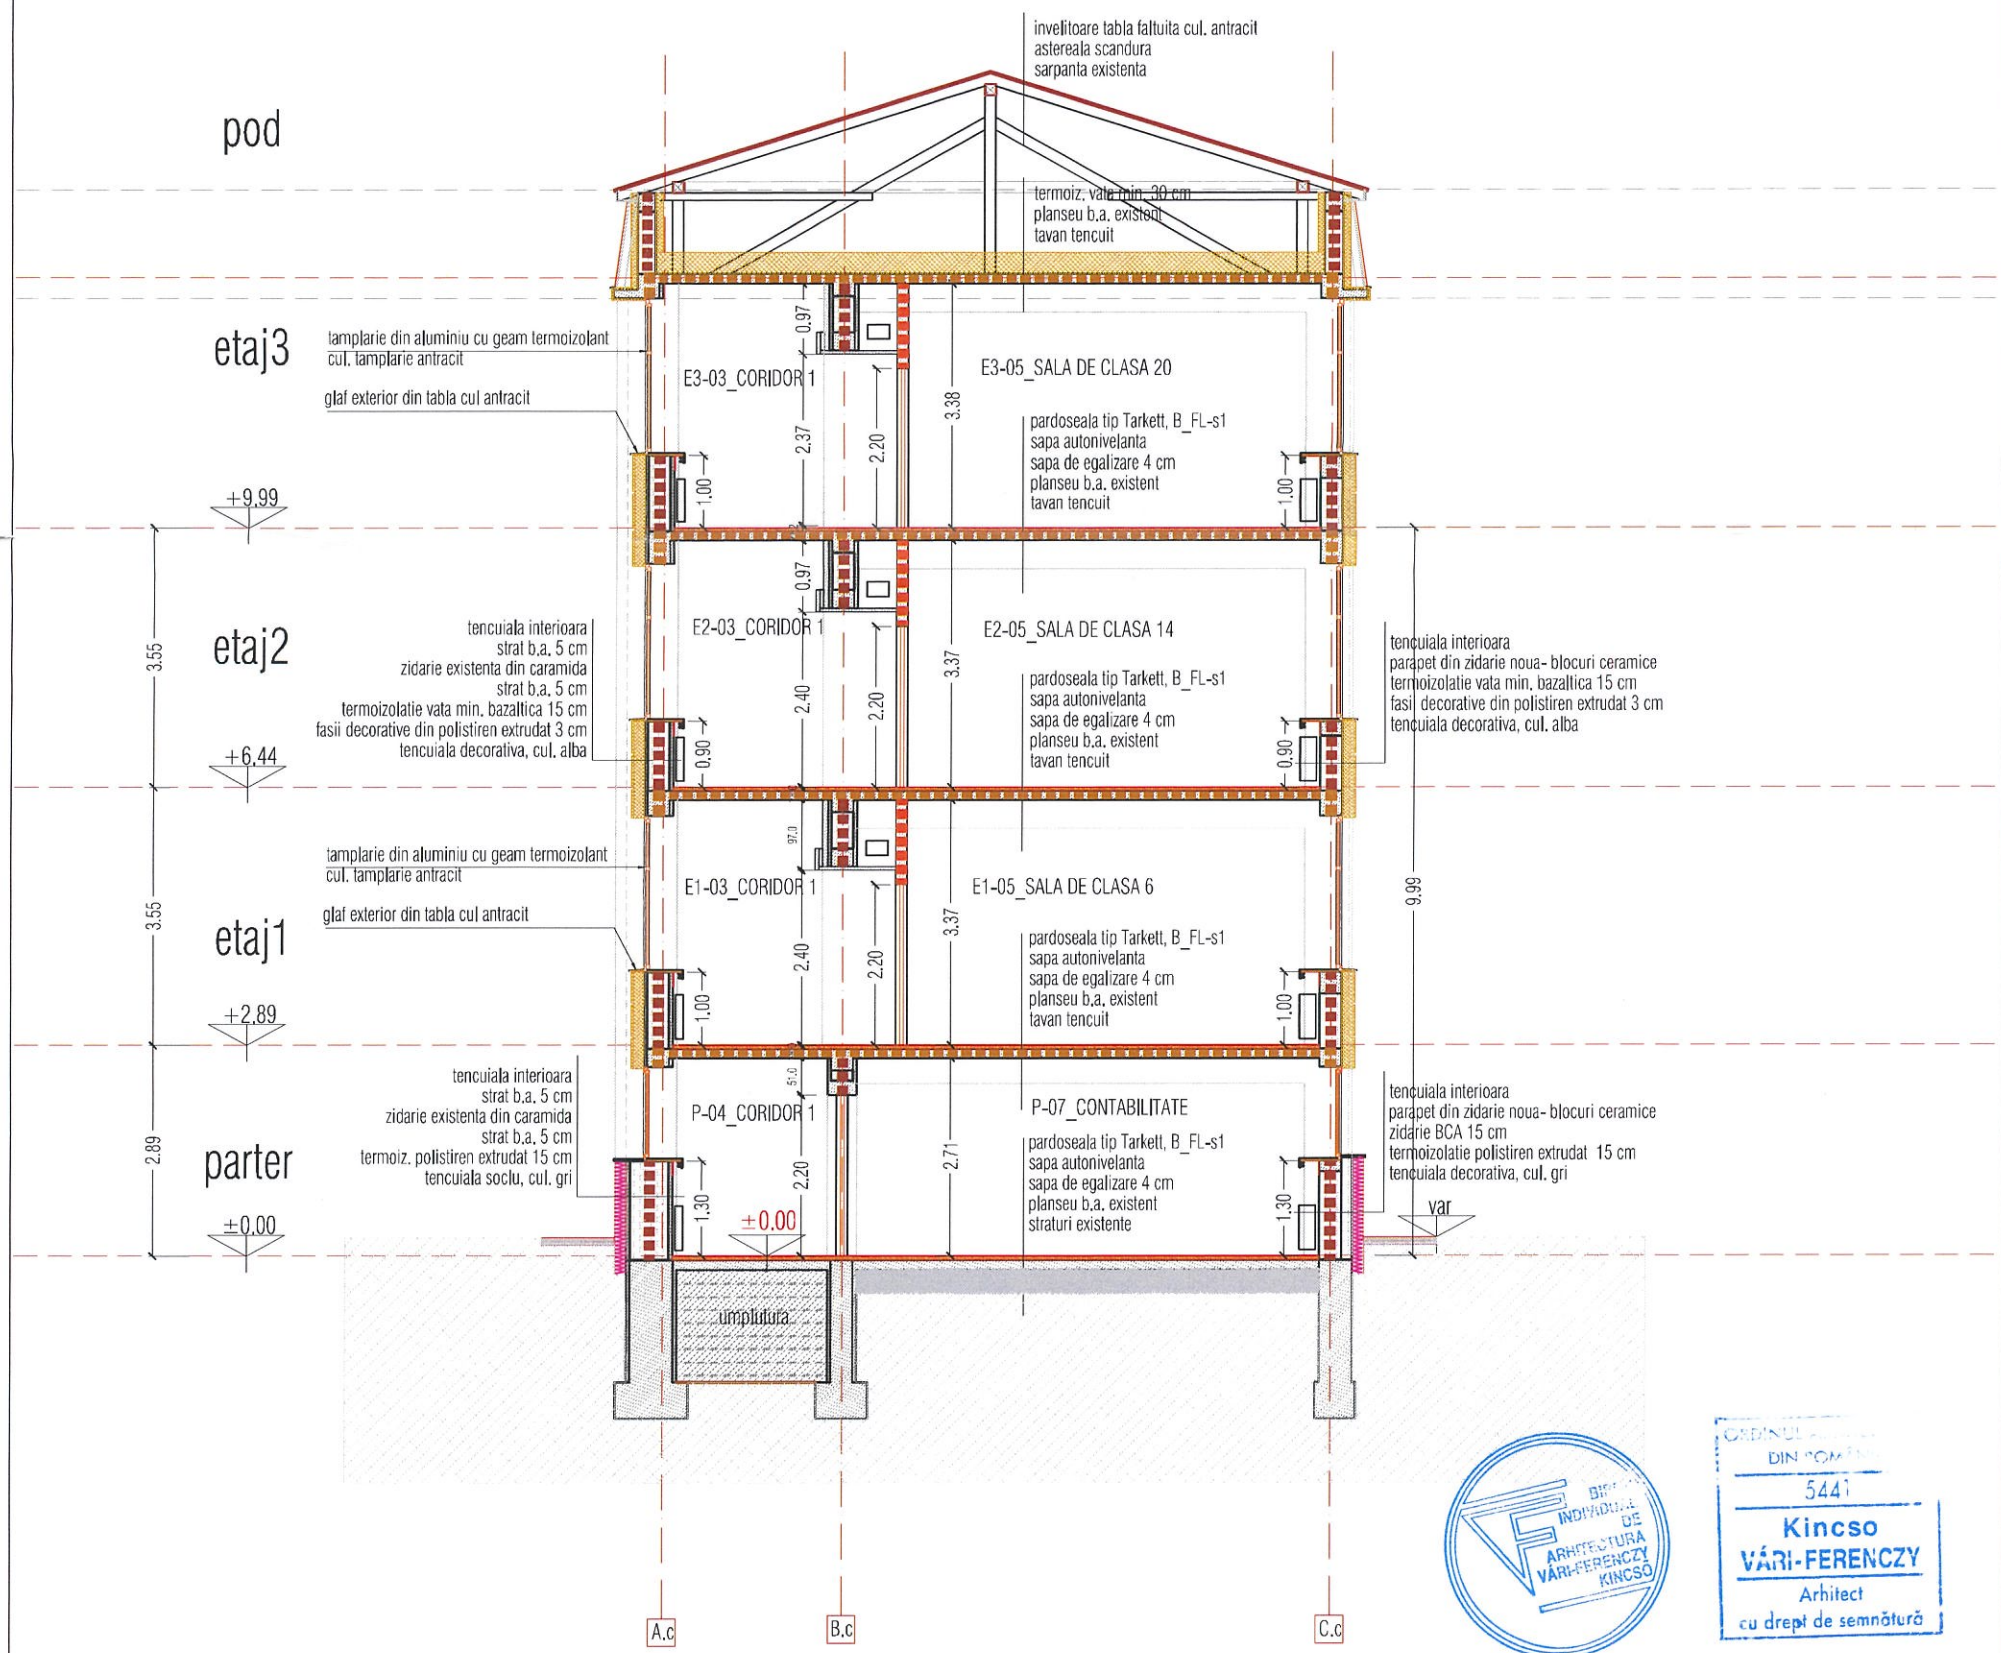 invelitoare tabla faltuita cul. antracit
astereala scandura
sarpanta existenta
pod
termoiz. vata min. 30 cm
planseu b.a. existent
tavan tencuit
etaj3
tamplarie din aluminiu cu geam termoizolant
cul. tamplarie antracit
glaf exterior din tabla cul antracit
+9.99
0.97
E3-03_CORIDOR 1
2.37
2.20
1.00
3.38
E3-05_SALA DE CLASA 20
pardoseala tip Tarkett, B_FL-s1
sapa autonivelanta
sapa de egalizare 4 cm
planseu b.a. existent
tavan tencuit
1.00
3.55
etaj2
+6.44
tencuiala interioara
strat b.a. 5 cm
zidarie existenta din caramida
strat b.a. 5 cm
termoizolatie vata min. bazaltica 15 cm
fasii decorative din polistiren extrudat 3 cm
tencuiala decorativa, cul. alba
0.97
E2-03_CORIDOR 1
2.40
2.20
0.90
3.37
E2-05_SALA DE CLASA 14
pardoseala tip Tarkett, B_FL-s1
sapa autonivelanta
sapa de egalizare 4 cm
planseu b.a. existent
tavan tencuit
0.90
tencuiala interioara
parapet din zidarie noua- blocuri ceramice
termoizolatie vata min. bazaltica 15 cm
fasii decorative din polistiren extrudat 3 cm
tencuiala decorativa, cul. alba
3.55
etaj1
+2.89
tamplarie din aluminiu cu geam termoizolant
cul. tamplarie antracit
glaf exterior din tabla cul antracit
97.0
E1-03_CORIDOR 1
2.40
2.20
1.00
3.37
E1-05_SALA DE CLASA 6
pardoseala tip Tarkett, B_FL-s1
sapa autonivelanta
sapa de egalizare 4 cm
planseu b.a. existent
tavan tencuit
1.00
9.99
2.89
parter
±0.00
tencuiala interioara
strat b.a. 5 cm
zidarie existenta din caramida
strat b.a. 5 cm
termoiz. polistiren extrudat 15 cm
tencuiala soclu, cul. gri
51.0
P-04_CORIDOR 1
2.20
1.30
±0.00
2.71
P-07_CONTABILITATE
pardoseala tip Tarkett, B_FL-s1
sapa autonivelanta
sapa de egalizare 4 cm
planseu b.a. existent
straturi existente
1.30
tencuiala interioara
parapet din zidarie noua- blocuri ceramice
zidarie BCA 15 cm
termoizolatie polistiren extrudat 15 cm
tencuiala decorativa, cul. gri
var
umplutura
A.c
B.c
C.c
INDIVIDUAL
DE
ARHITECTURA
VÁRI-FERENCZY
KINCSŐ
ORDINUL
DIN
5441
Kincso
VÁRI-FERENCZY
Arhitect
cu drept de semnătură